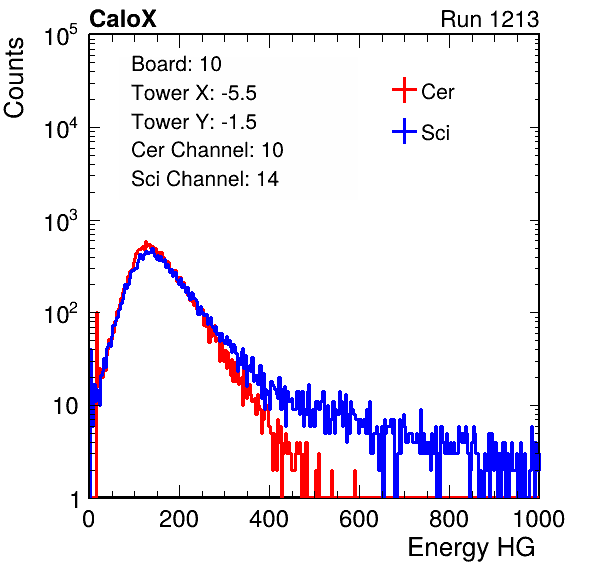 CaloX Run 1213
Counts
Board: 10
Tower X: -5.5
Tower Y: -1.5
Cer Channel: 10
Sci Channel: 14
Cer
Sci
10^5
10^4
10^3
10^2
10
1
0 200 400 600 800 1000
Energy HG